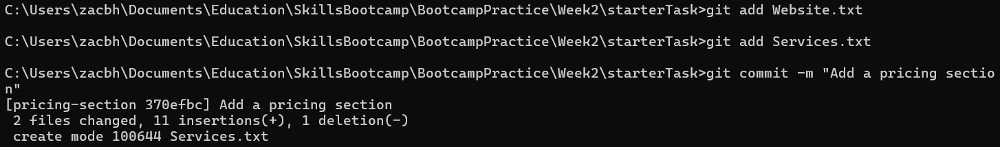 C:\Users\zacbh\Documents\Education\SkillsBootcamp\BootcampPractice\Week2\starterTask>git add Website.txt
C:\Users\zacbh\Documents\Education\SkillsBootcamp\BootcampPractice\Week2\starterTask>git add Services.txt
C:\Users\zacbh\Documents\Education\SkillsBootcamp\BootcampPractice\Week2\starterTask>git commit -m "Add a pricing sectio
n"
[pricing-section 370efbc] Add a pricing section
 2 files changed, 11 insertions(+), 1 deletion(-)
 create mode 100644 Services.txt